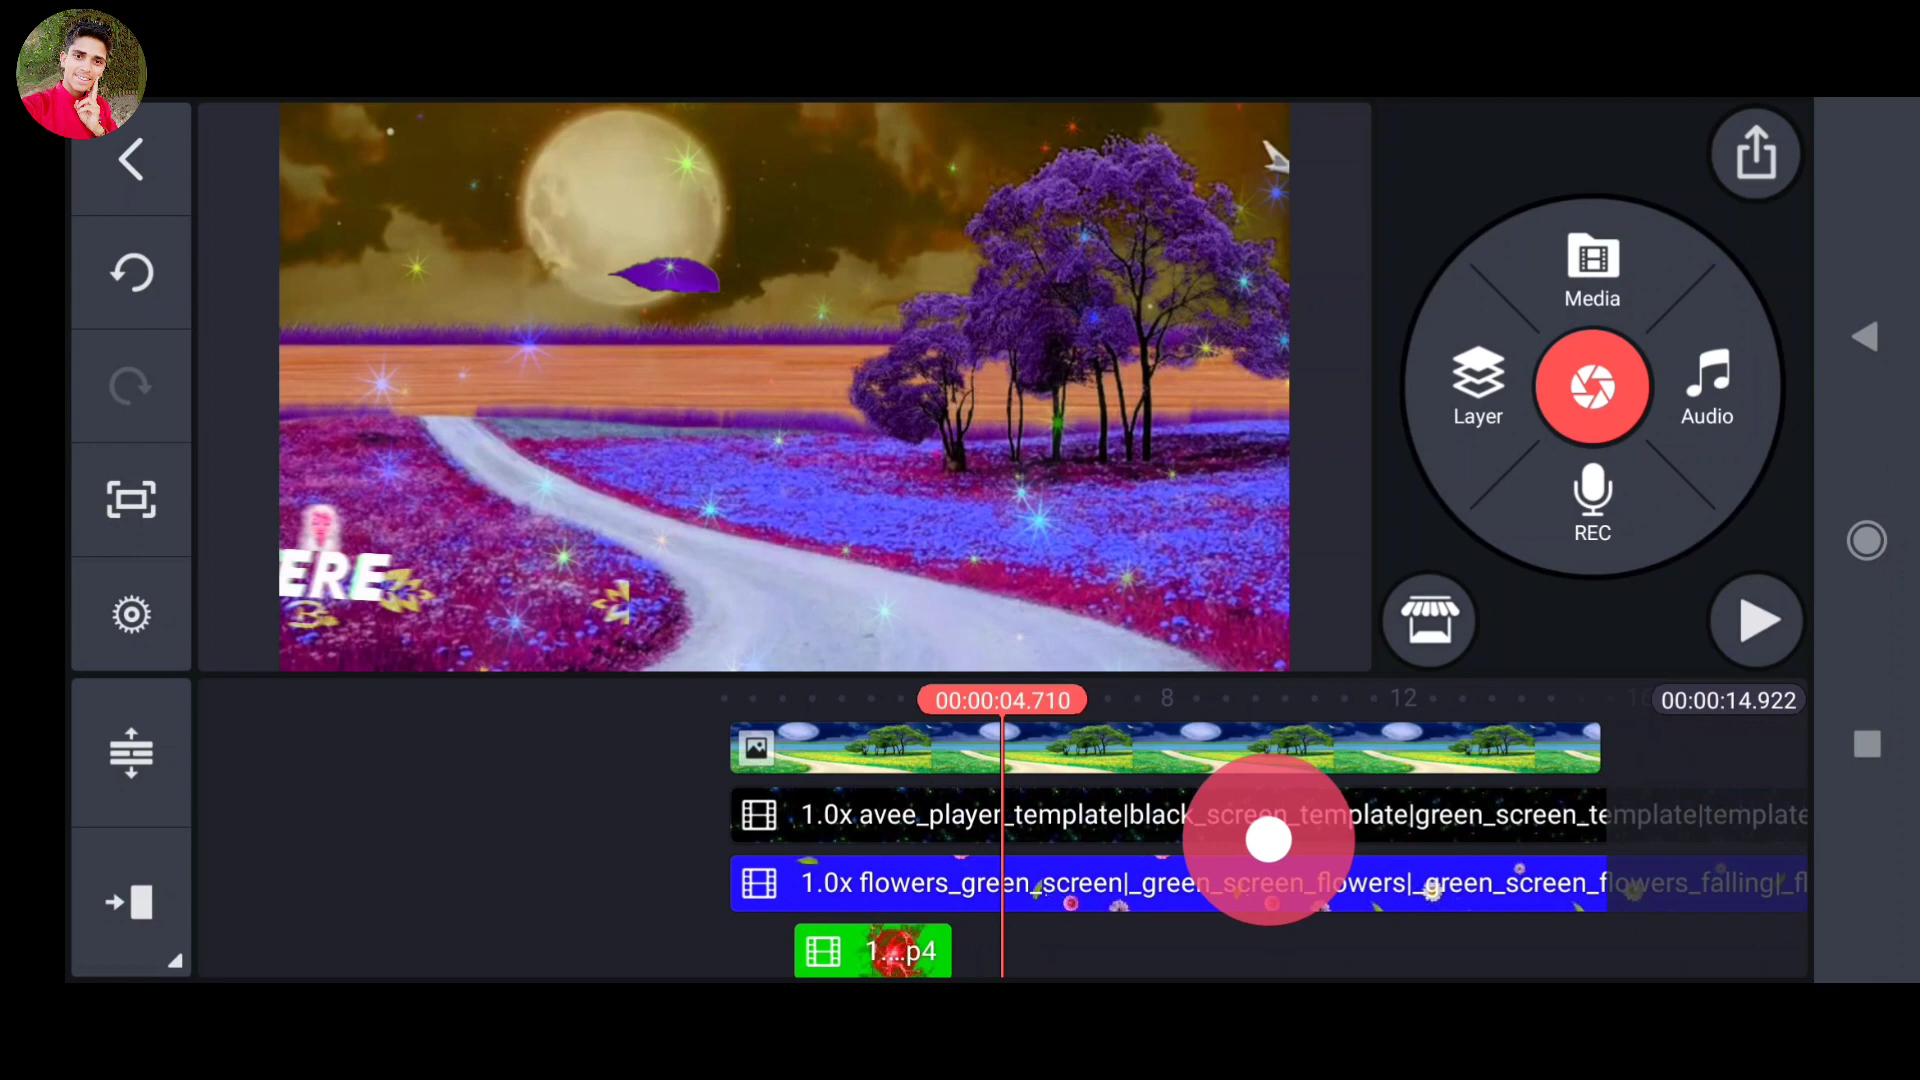 Media
Layer
Audio
REC
ERE
00:00:04.710
8
12
16
00:00:14.922
1.0x avee_player_template|black_screen_template|green_screen_template|template
1.0x flowers_green_screen|_green_screen_flowers|_green_screen_flowers_falling|_fl
1....p4